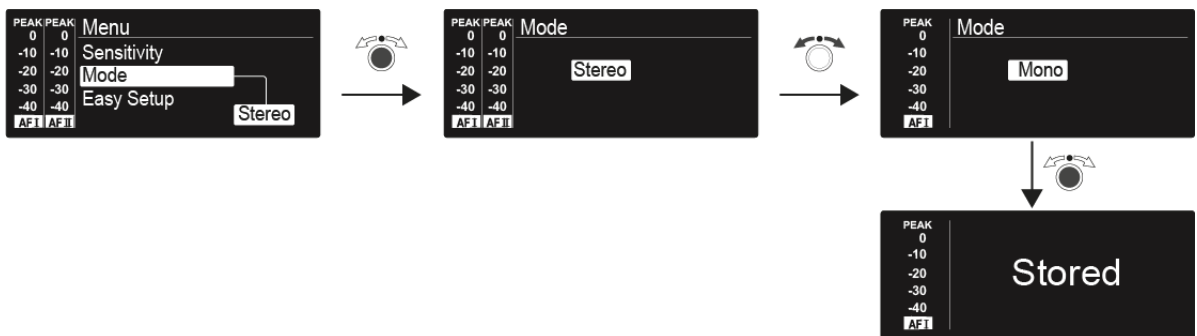 PEAK PEAK Menu
0 0
-10 -10 Sensitivity
-20 -20 Mode
-30 -30 Easy Setup
-40 -40 Stereo
AF I AF II
PEAK PEAK Mode
0 0
-10 -10
-20 -20 Stereo
-30 -30
-40 -40
AF I AF II
PEAK Mode
0
-10
-20 Mono
-30
-40
AF I
PEAK
0
-10
-20 Stored
-30
-40
AF I